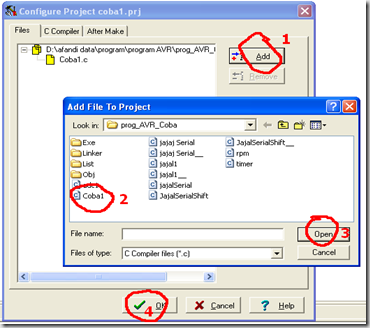 Configure Project coba1.prj
Files
C Compiler
After Make
D:\afandi data\program\program AVR\prog_AVR_
Coba1.c
1
Add
Remove
Add File To Project
Look in:
prog_AVR_Coba
Exe
Linker
List
Obj
Coba1
jajaj Serial
jajaj Serial__
jajal1
jajal1__
jajalSerial
JajalSerialShift
JajalSerialShift__
rpm
timer
2
File name:
Open
3
Files of type:
C Compiler files (*.c)
Cancel
4
OK
Cancel
Help